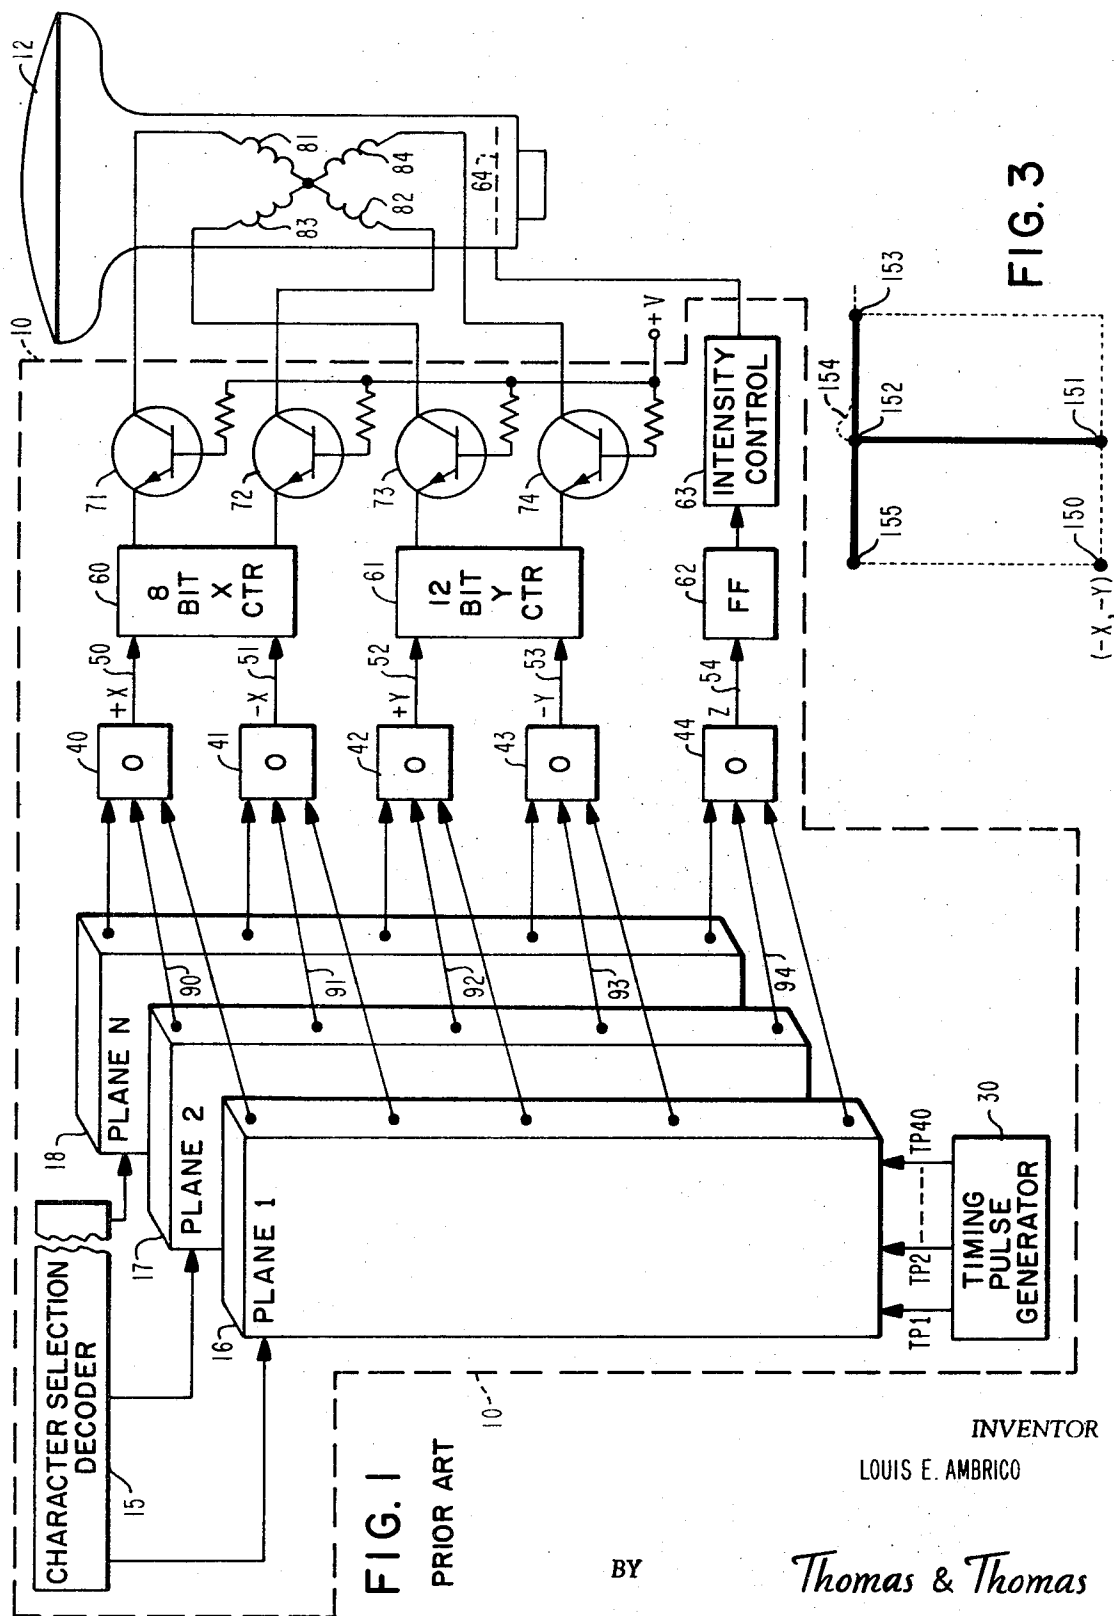 CHARACTER SELECTION
DECODER
15
16
17
18
PLANE 1
PLANE 2
PLANE N
TIMING
PULSE
GENERATOR
30
TP1
TP2
TP40
90
91
92
93
94
40
O
41
O
42
O
43
O
44
O
+X
50
-X
51
+Y
52
-Y
53
Z
54
60
8
BIT
X
CTR
61
12
BIT
Y
CTR
62
FF
63
INTENSITY
CONTROL
71
72
73
74
+V
10
12
81
82
83
84
64
10
FIG. 1
PRIOR ART
FIG. 3
150
(-X,-Y)
151
152
153
154
155
INVENTOR
LOUIS E. AMBRICO
BY
Thomas & Thomas